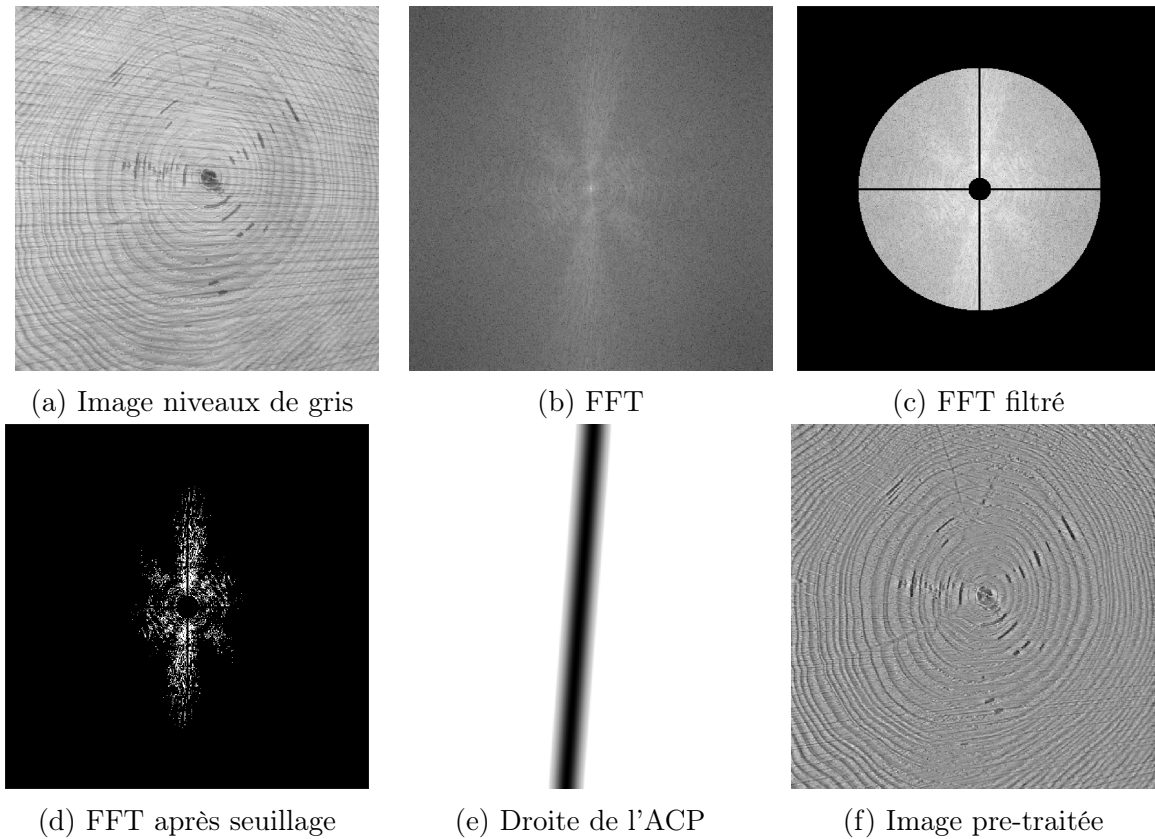 (a) Image niveaux de gris
(b) FFT
(c) FFT filtré
(d) FFT après seuillage
(e) Droite de l'ACP
(f) Image pre-traitée